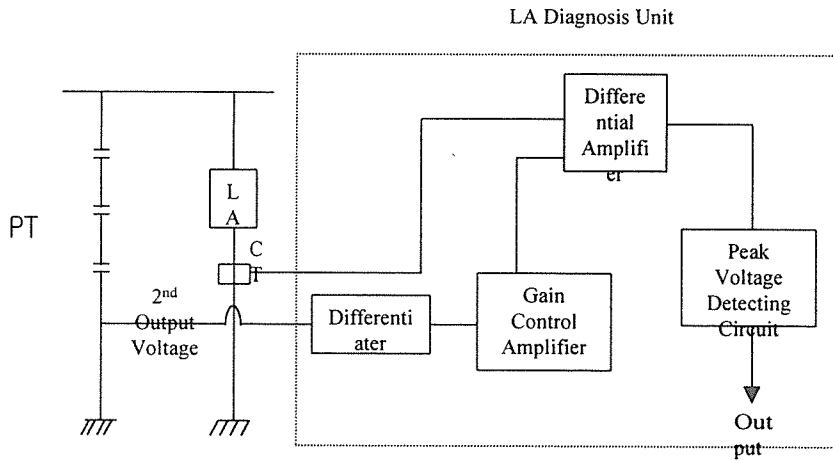 LA Diagnosis Unit
Differe
ntial
Amplifi
er
L
A
PT
C
T
2nd
Output
Voltage
Differenti
ater
Gain
Control
Amplifier
Peak
Voltage
Detecting
Circuit
Out
put